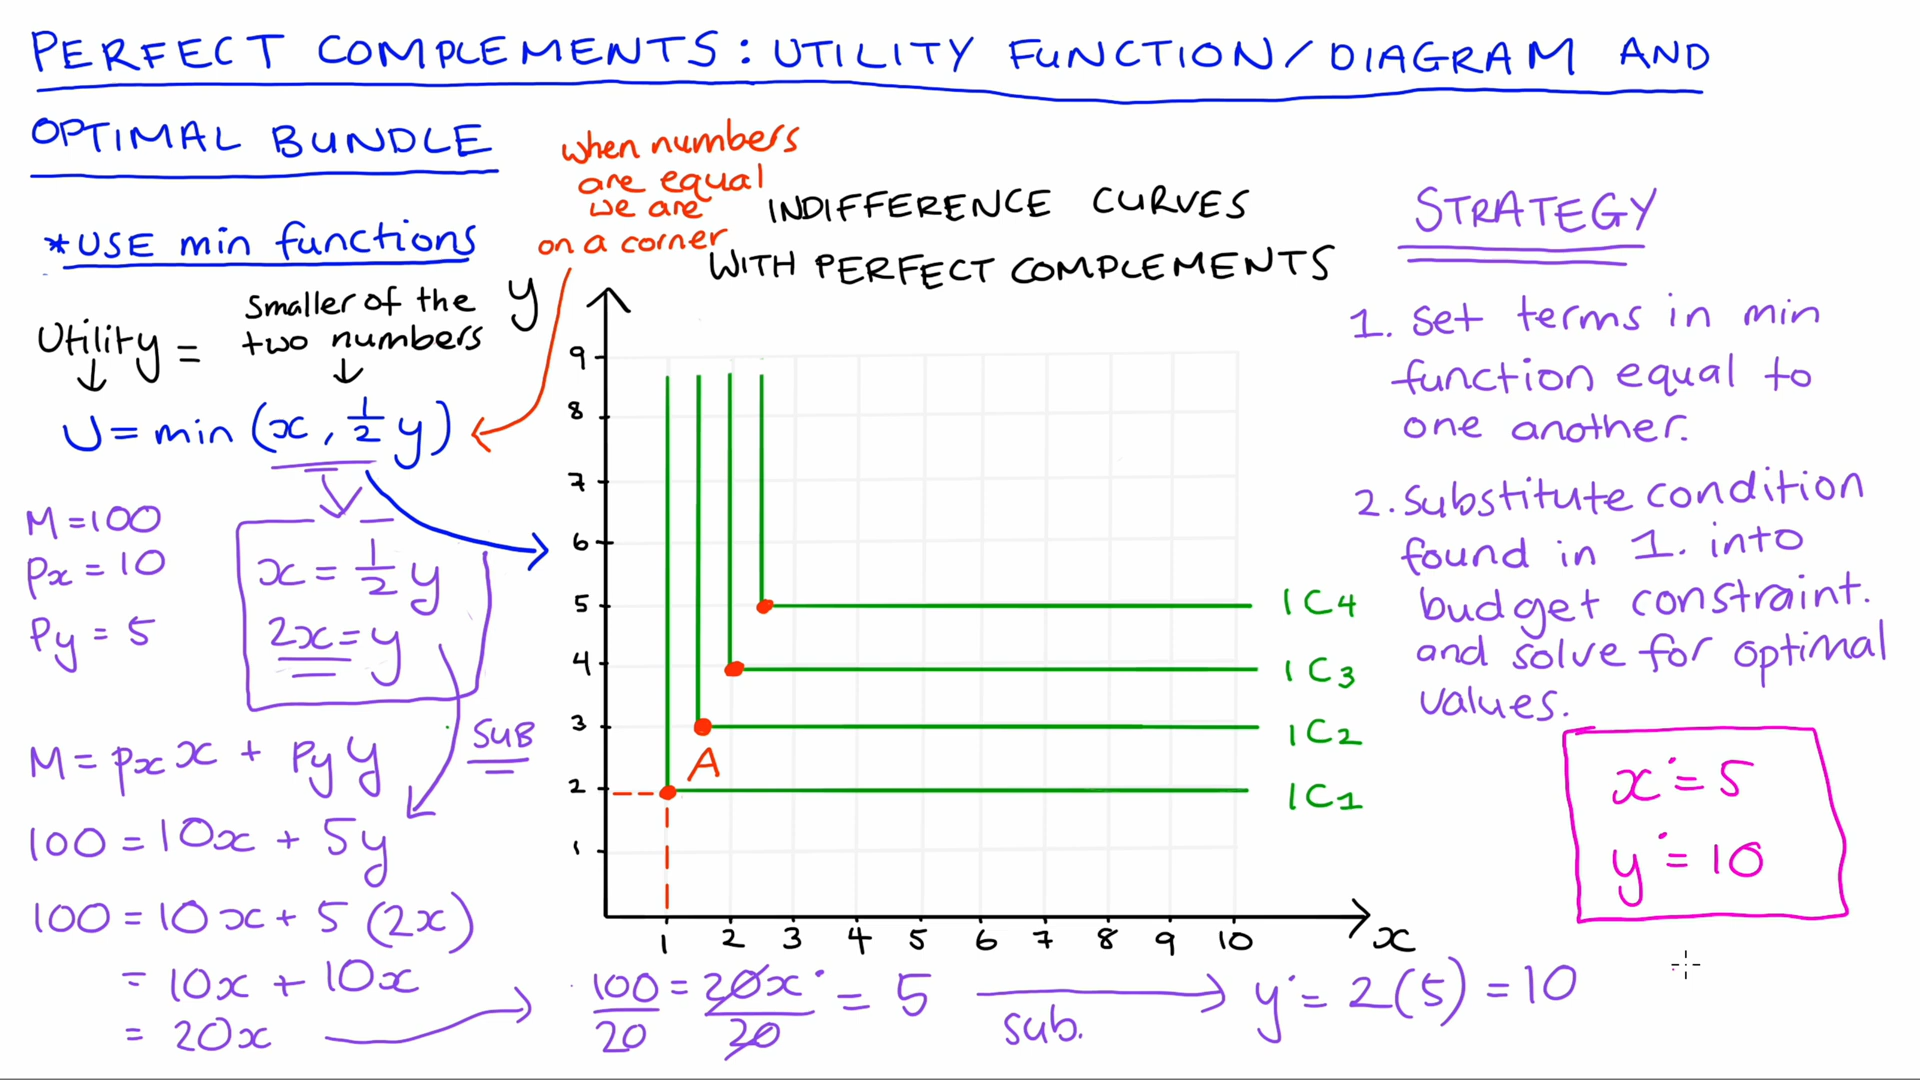 PERFECT COMPLEMENTS: UTILITY FUNCTION/DIAGRAM AND
OPTIMAL BUNDLE
*USE min functions
Utility =
smaller of the
two numbers
U = min (x, 1/2 y)
when numbers
are equal
we are
on a corner
M = 100
Px = 10
Py = 5
x = 1/2 y
2x = y
SUB
M = Px x + Py y
100 = 10x + 5y
100 = 10x + 5 (2x)
= 10x + 10x
= 20x
INDIFFERENCE CURVES
WITH PERFECT COMPLEMENTS
y
9
8
7
6
5
4
3
2
1
1 2 3 4 5 6 7 8 9 10
x
A
IC4
IC3
IC2
IC1
100/20 = 20x*/20 = 5
sub.
y* = 2(5) = 10
STRATEGY
1. Set terms in min
function equal to
one another.
2. Substitute condition
found in 1. into
budget constraint.
and solve for optimal
values.
x* = 5
y* = 10